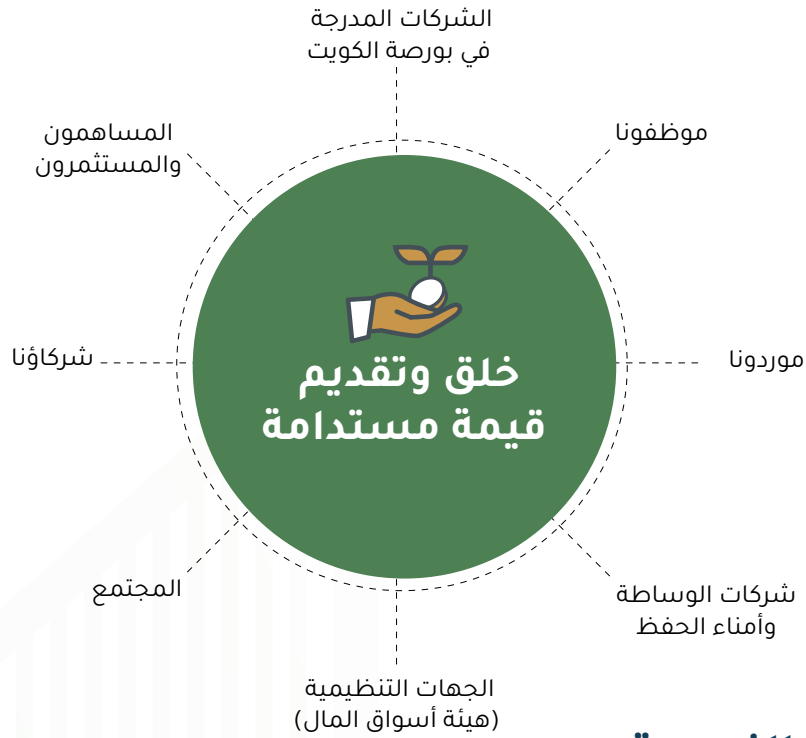 الشركات المدرجة
في بورصة الكويت
موظفونا
المساهمون
والمستثمرون
خلق وتقديم
قيمة مستدامة
موردونا
شركاؤنا
شركات الوساطة
وأمناء الحفظ
المجتمع
الجهات التنظيمية
(هيئة أسواق المال)